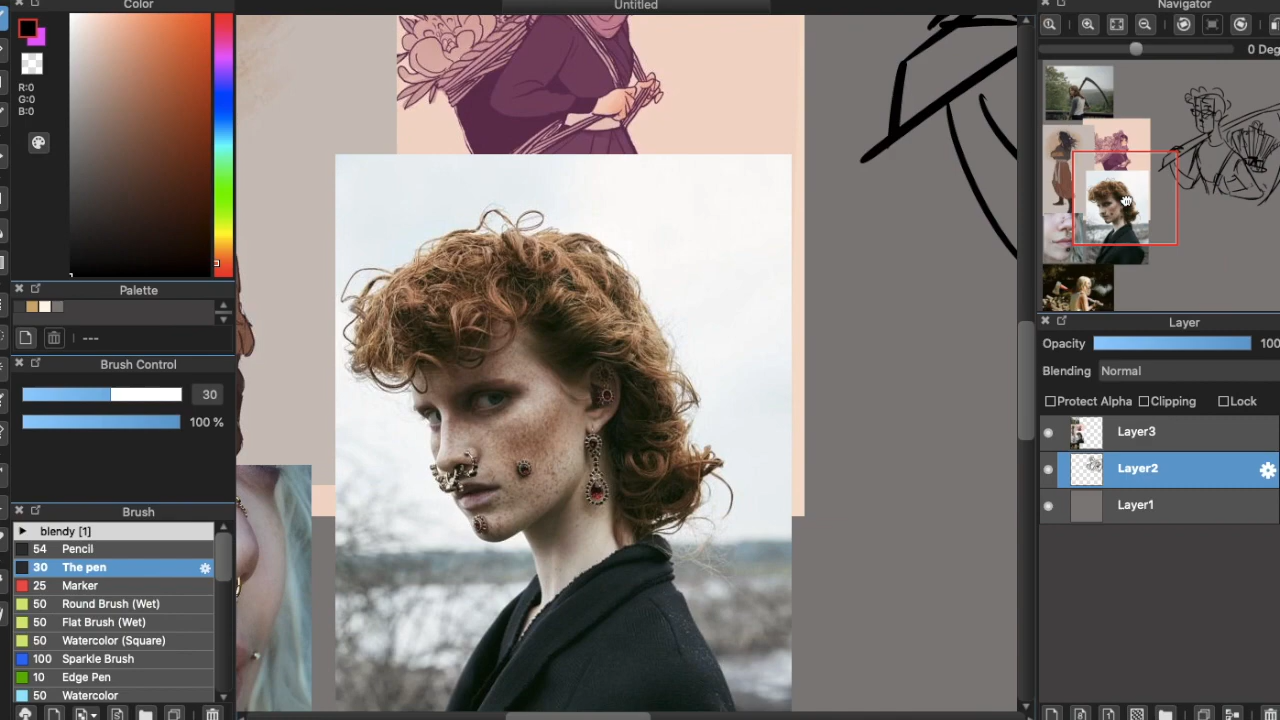 Color
Untitled
Navigator
R:0
G:0
B:0
0 Deg
Palette
---
Brush Control
30
100 %
Brush
blendy [1]
54 Pencil
30 The pen
25 Marker
50 Round Brush (Wet)
50 Flat Brush (Wet)
50 Watercolor (Square)
100 Sparkle Brush
10 Edge Pen
50 Watercolor
Layer
Opacity 100
Blending Normal
Protect Alpha Clipping Lock
Layer3
Layer2
Layer1